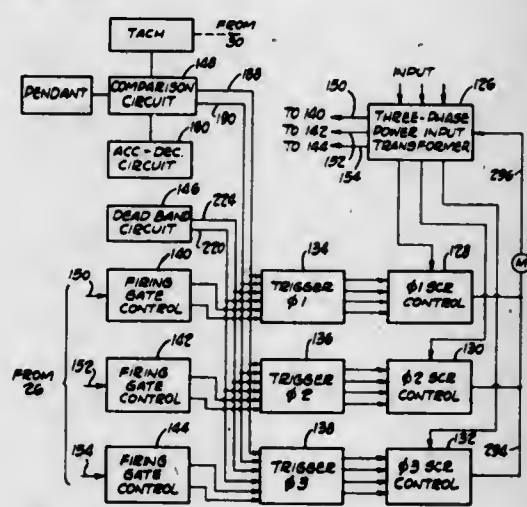 TACH
FROM
30
148
188
PENDANT
COMPARISON
CIRCUIT
190
180
ACC-DEC.
CIRCUIT
INPUT
150
126
TO 140
TO 142
TO 144
152
154
THREE-PHASE
POWER INPUT
TRANSFORMER
296
M
146
224
DEAD BAND
CIRCUIT
220
140
134
128
150
FIRING
GATE
CONTROL
TRIGGER
Φ1
Φ1 SCR
CONTROL
142
136
130
FROM
26
152
FIRING
GATE
CONTROL
TRIGGER
Φ2
Φ2 SCR
CONTROL
144
138
132
294
154
FIRING
GATE
CONTROL
TRIGGER
Φ3
Φ3 SCR
CONTROL